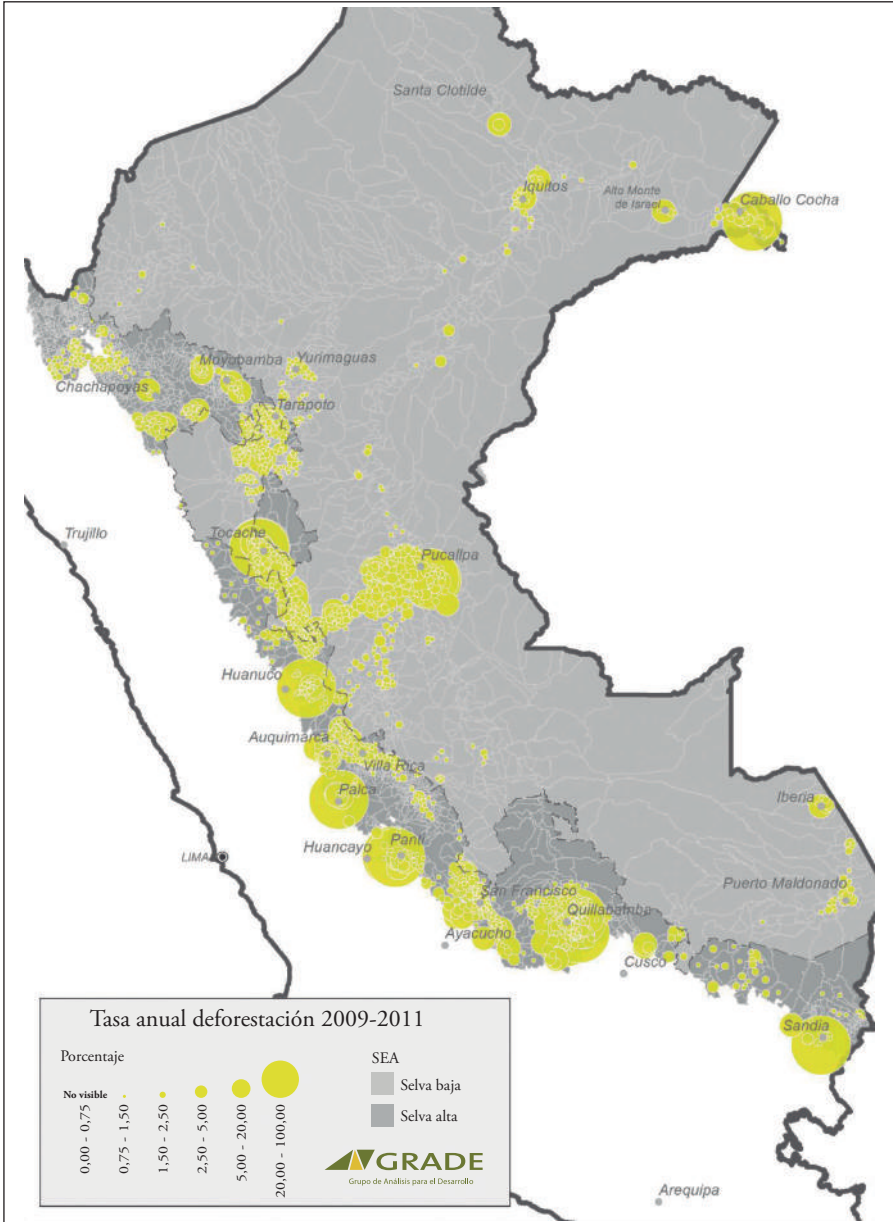 Santa Clotilde
Iquitos
Alto Monte
de Israel
Caballo Cocha
Moyobamba
Yurimaguas
Chachapoyas
Tarapoto
Trujillo
Tocache
Pucallpa
Huanuco
Auquimarca
Villa Rica
Palca
Iberia
LIMA
Huancayo
Panti
Puerto Maldonado
San Francisco
Quillabamba
Ayacucho
Cusco
Sandia
Arequipa
Tasa anual deforestación 2009-2011
Porcentaje
No visible
0,00 - 0,75
0,75 - 1,50
1,50 - 2,50
2,50 - 5,00
5,00 - 20,00
20,00 - 100,00
SEA
Selva baja
Selva alta
GRADE
Grupo de Análisis para el Desarrollo